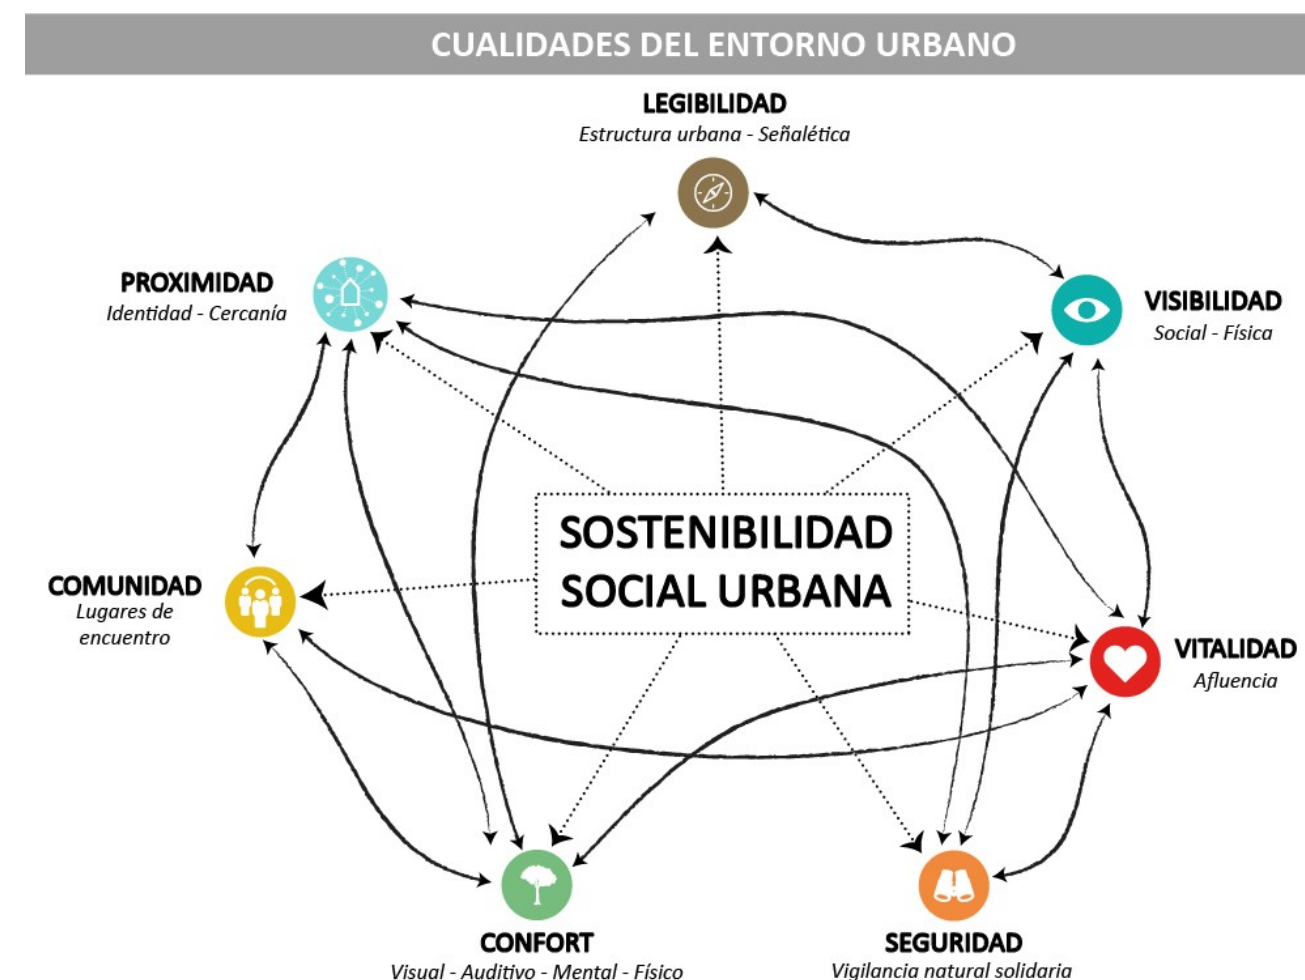 CUALIDADES DEL ENTORNO URBANO
LEGIBILIDAD
Estructura urbana - Señalética
PROXIMIDAD
Identidad - Cercanía
VISIBILIDAD
Social - Física
SOSTENIBILIDAD
SOCIAL URBANA
COMUNIDAD
Lugares de
encuentro
VITALIDAD
Afluencia
CONFORT
Visual - Auditivo - Mental - Físico
SEGURIDAD
Vigilancia natural solidaria